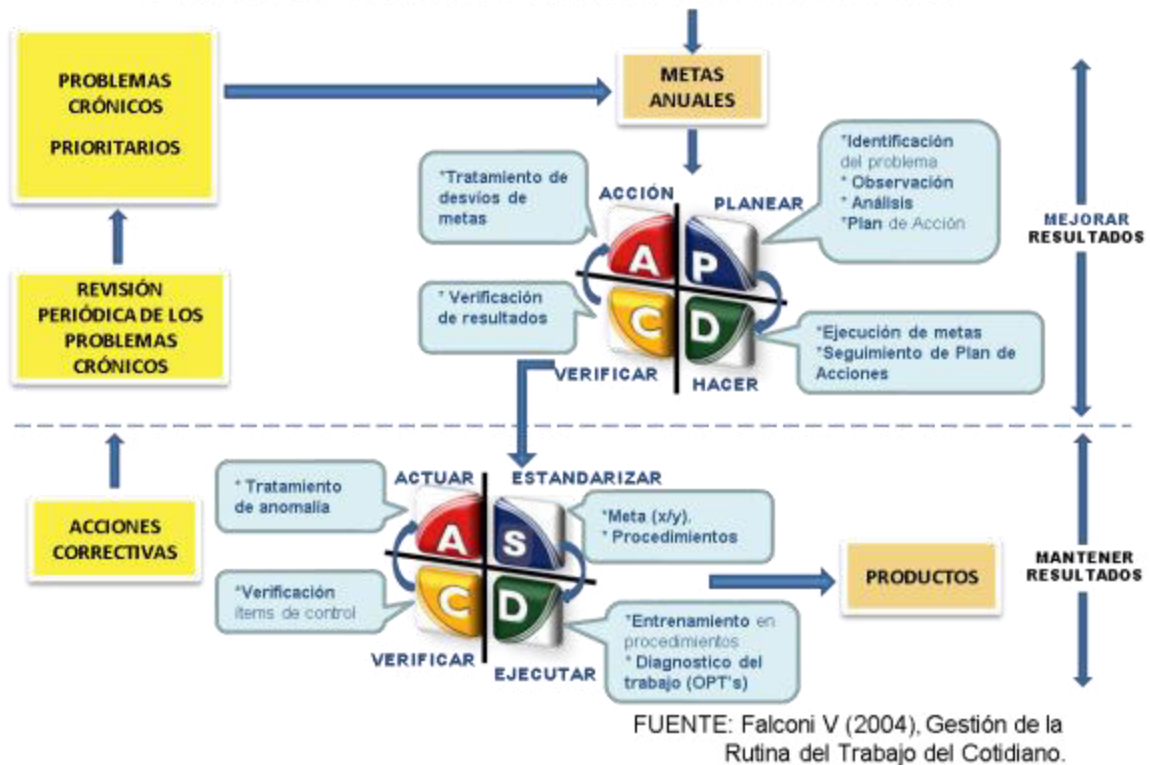 PROBLEMAS
CRÓNICOS
PRIORITARIOS
METAS
ANUALES
*Identificación
del problema
* Observación
* Análisis
*Plan de Acción
*Tratamiento de
desvíos de
metas
ACCIÓN
PLANEAR
A
P
C
D
MEJORAR
RESULTADOS
REVISIÓN
PERIÓDICA DE LOS
PROBLEMAS
CRÓNICOS
* Verificación
de resultados
*Ejecución de metas
*Seguimiento de Plan de
Acciones
VERIFICAR
HACER
ACTUAR
ESTANDARIZAR
* Tratamiento
de anomalía
*Meta (x/y).
* Procedimientos
A
S
C
D
ACCIONES
CORRECTIVAS
PRODUCTOS
MANTENER
RESULTADOS
*Verificación
ítems de control
*Entrenamiento en
procedimientos
* Diagnostico del
trabajo (OPT's)
VERIFICAR
EJECUTAR
FUENTE: Falconi V (2004), Gestión de la
Rutina del Trabajo del Cotidiano.